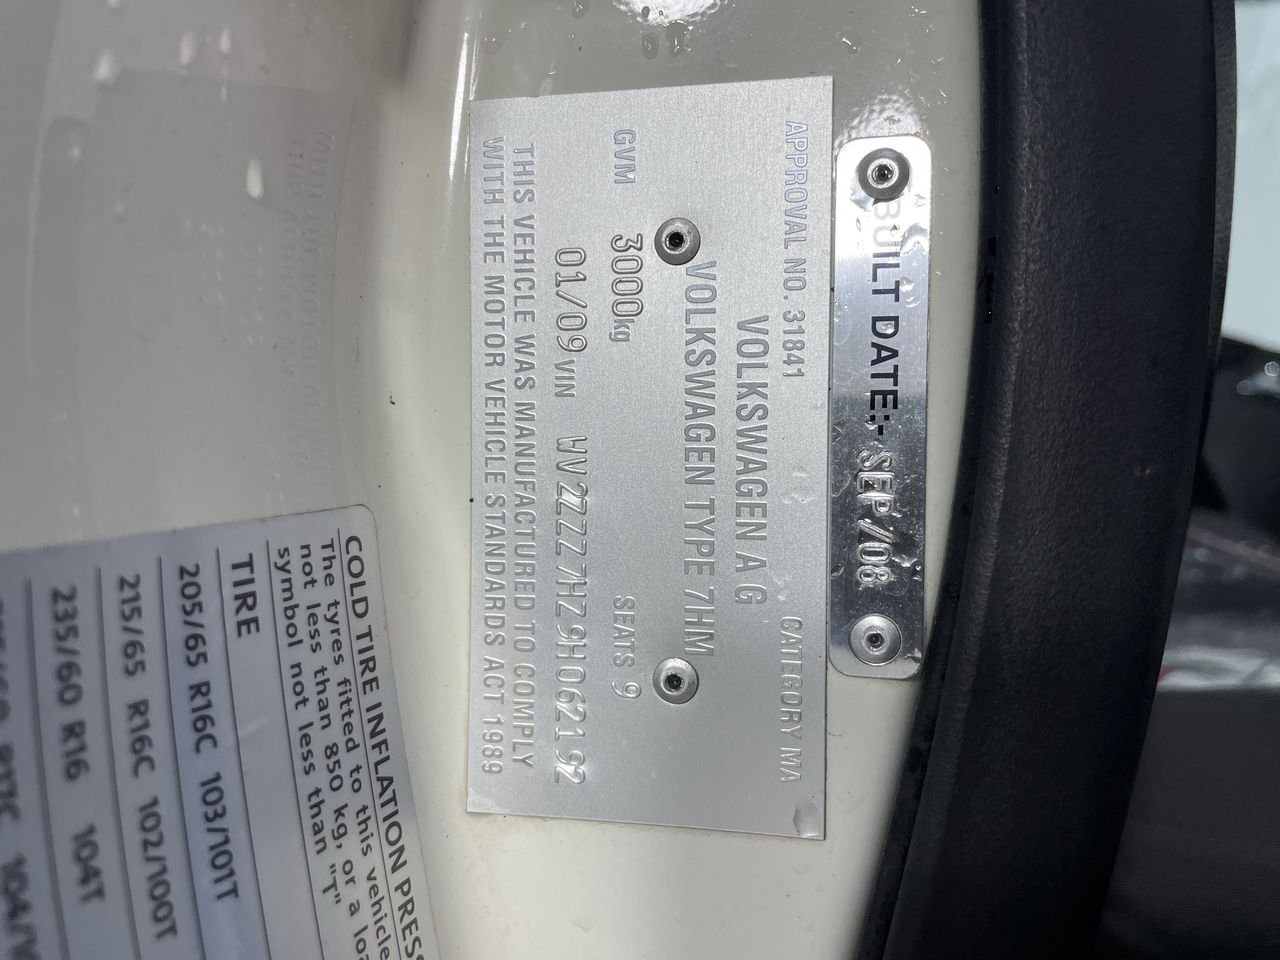 BUILT DATE:- SEP/08
APPROVAL NO. 31841 CATEGORY MA
VOLKSWAGEN AG
VOLKSWAGEN TYPE 7HM
GVM 3000kg SEATS 9
01/09 VIN WV2ZZZ7HZ9H062192
THIS VEHICLE WAS MANUFACTURED TO COMPLY
WITH THE MOTOR VEHICLE STANDARDS ACT 1989
COLD TIRE INFLATION PRESS
The tyres fitted to this vehicle
not less than 850 kg, or a loa
symbol not less than "T"
TIRE
205/65 R16C 103/101T
215/65 R16C 102/100T
235/60 R16 104T